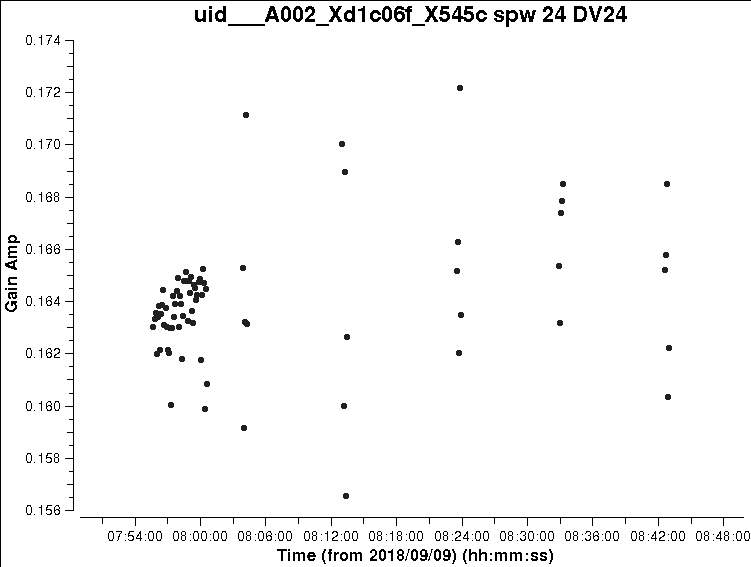 uid___A002_Xd1c06f_X545c spw 24 DV24
0.174
0.172
0.170
0.168
0.166
0.164
0.162
0.160
0.158
0.156
Gain Amp
07:54:00 08:00:00 08:06:00 08:12:00 08:18:00 08:24:00 08:30:00 08:36:00 08:42:00 08:48:00
Time (from 2018/09/09) (hh:mm:ss)